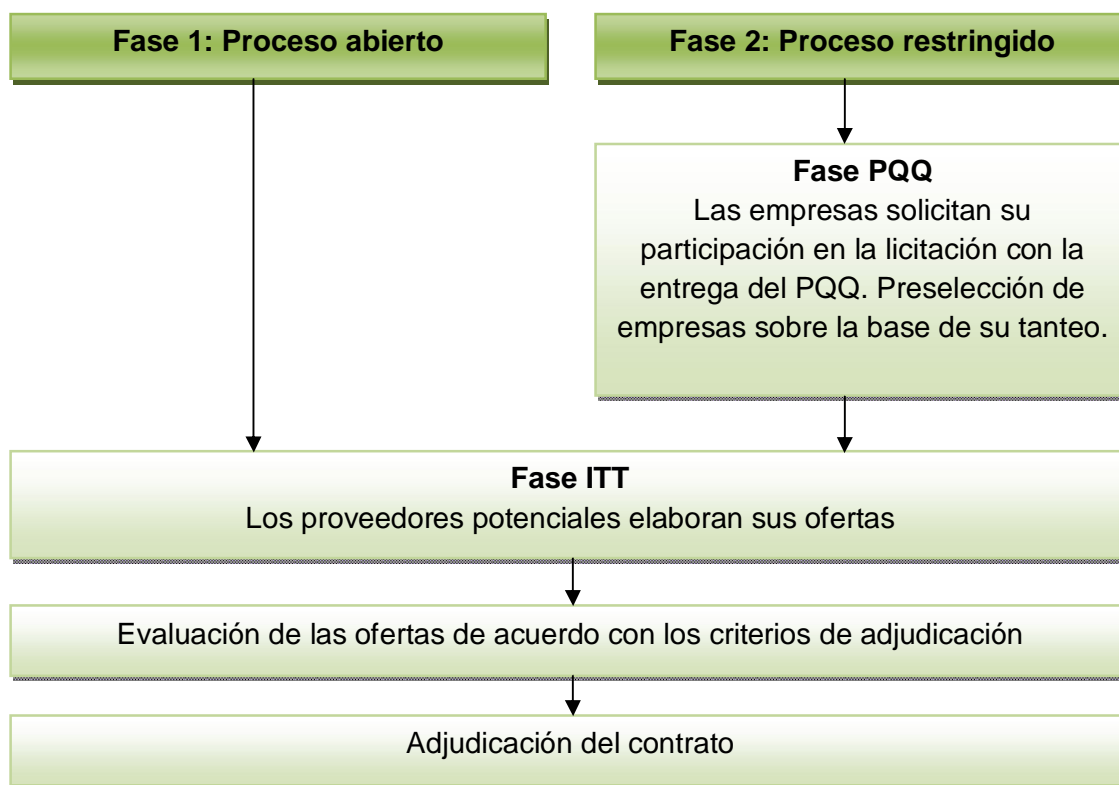 Fase 1: Proceso abierto
Fase 2: Proceso restringido
Fase PQQ
Las empresas solicitan su
participación en la licitación con la
entrega del PQQ. Preselección de
empresas sobre la base de su tanteo.
Fase ITT
Los proveedores potenciales elaboran sus ofertas
Evaluación de las ofertas de acuerdo con los criterios de adjudicación
Adjudicación del contrato